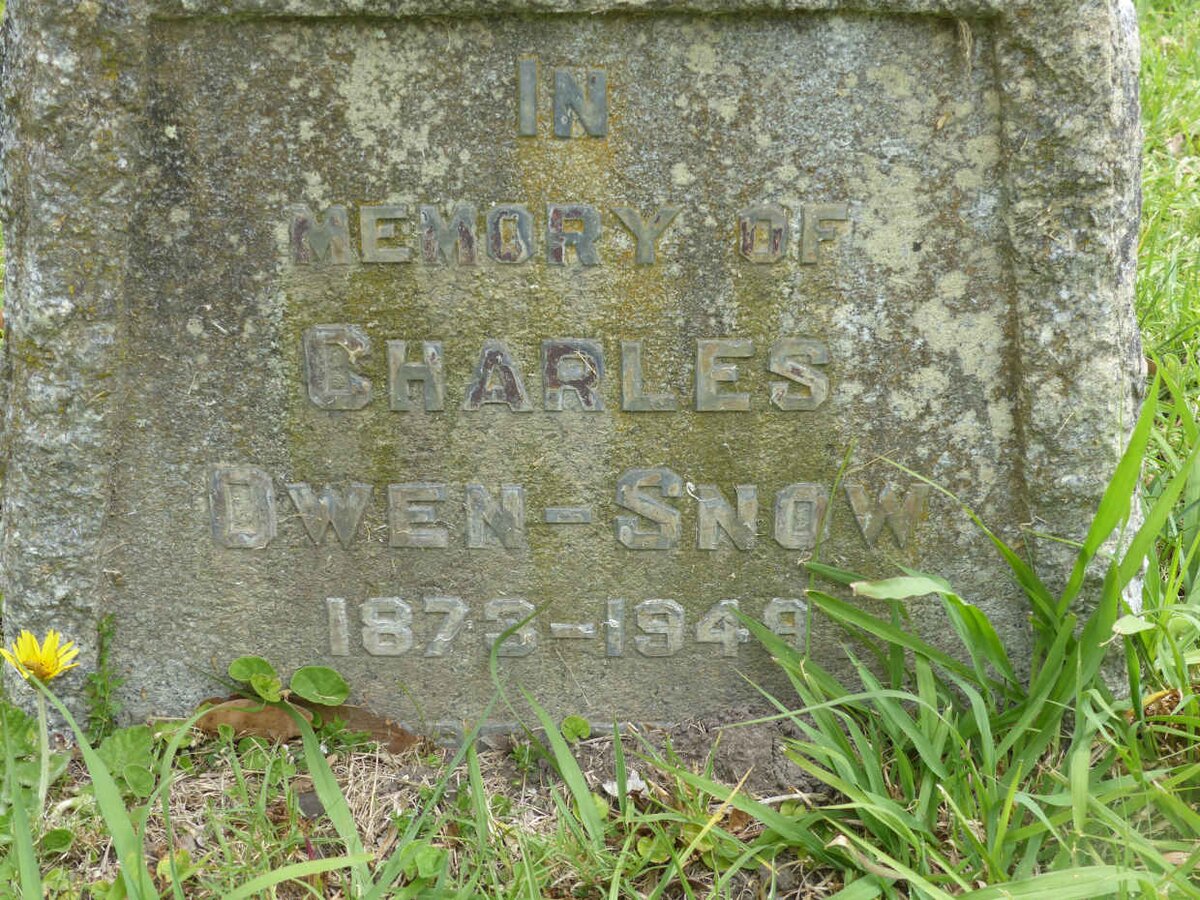 IN
MEMORY OF
CHARLES
OWEN-SNOW
1873-1949